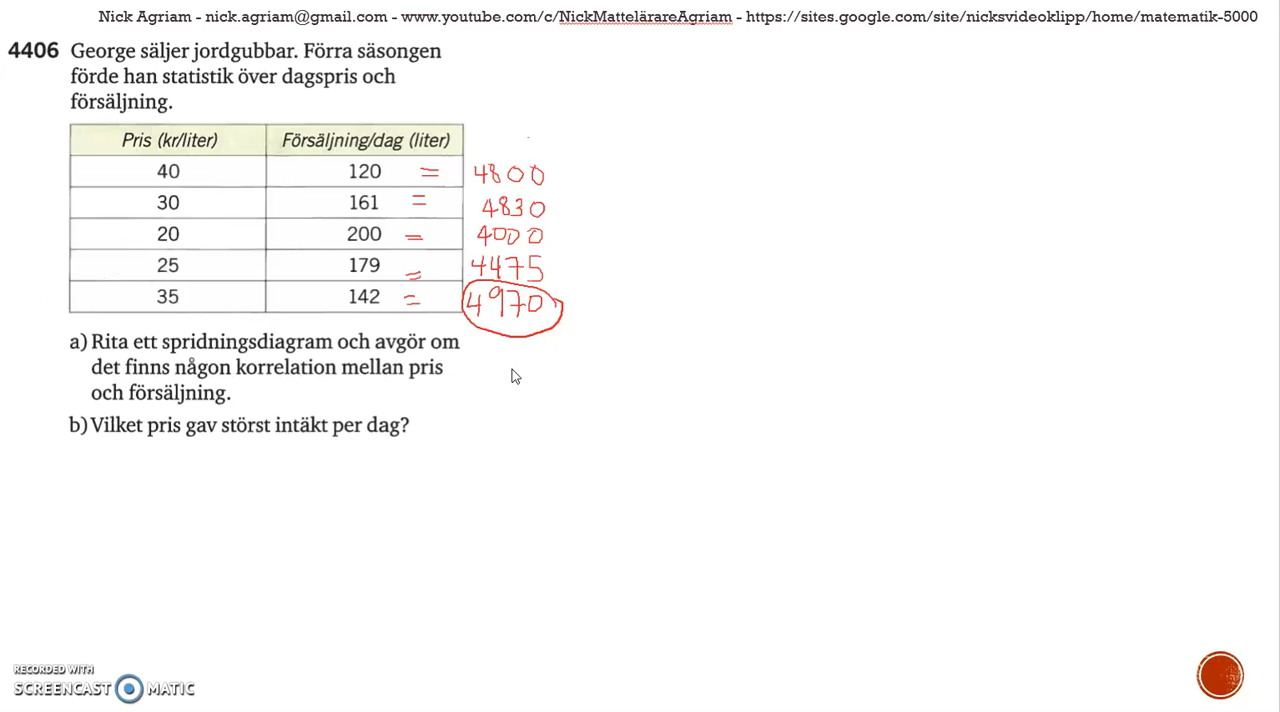 Nick Agriam - nick.agriam@gmail.com - www.youtube.com/c/NickMattelärareAgriam - https://sites.google.com/site/nicksvideoklipp/home/matematik-5000
4406 George säljer jordgubbar. Förra säsongen
förde han statistik över dagspris och
försäljning.
Pris (kr/liter) Försäljning/dag (liter)
40 120 = 4800
30 161 = 4830
20 200 = 4000
25 179 = 4475
35 142 = 4970
a) Rita ett spridningsdiagram och avgör om
det finns någon korrelation mellan pris
och försäljning.
b) Vilket pris gav störst intäkt per dag?
RECORDED WITH
SCREENCAST MATIC